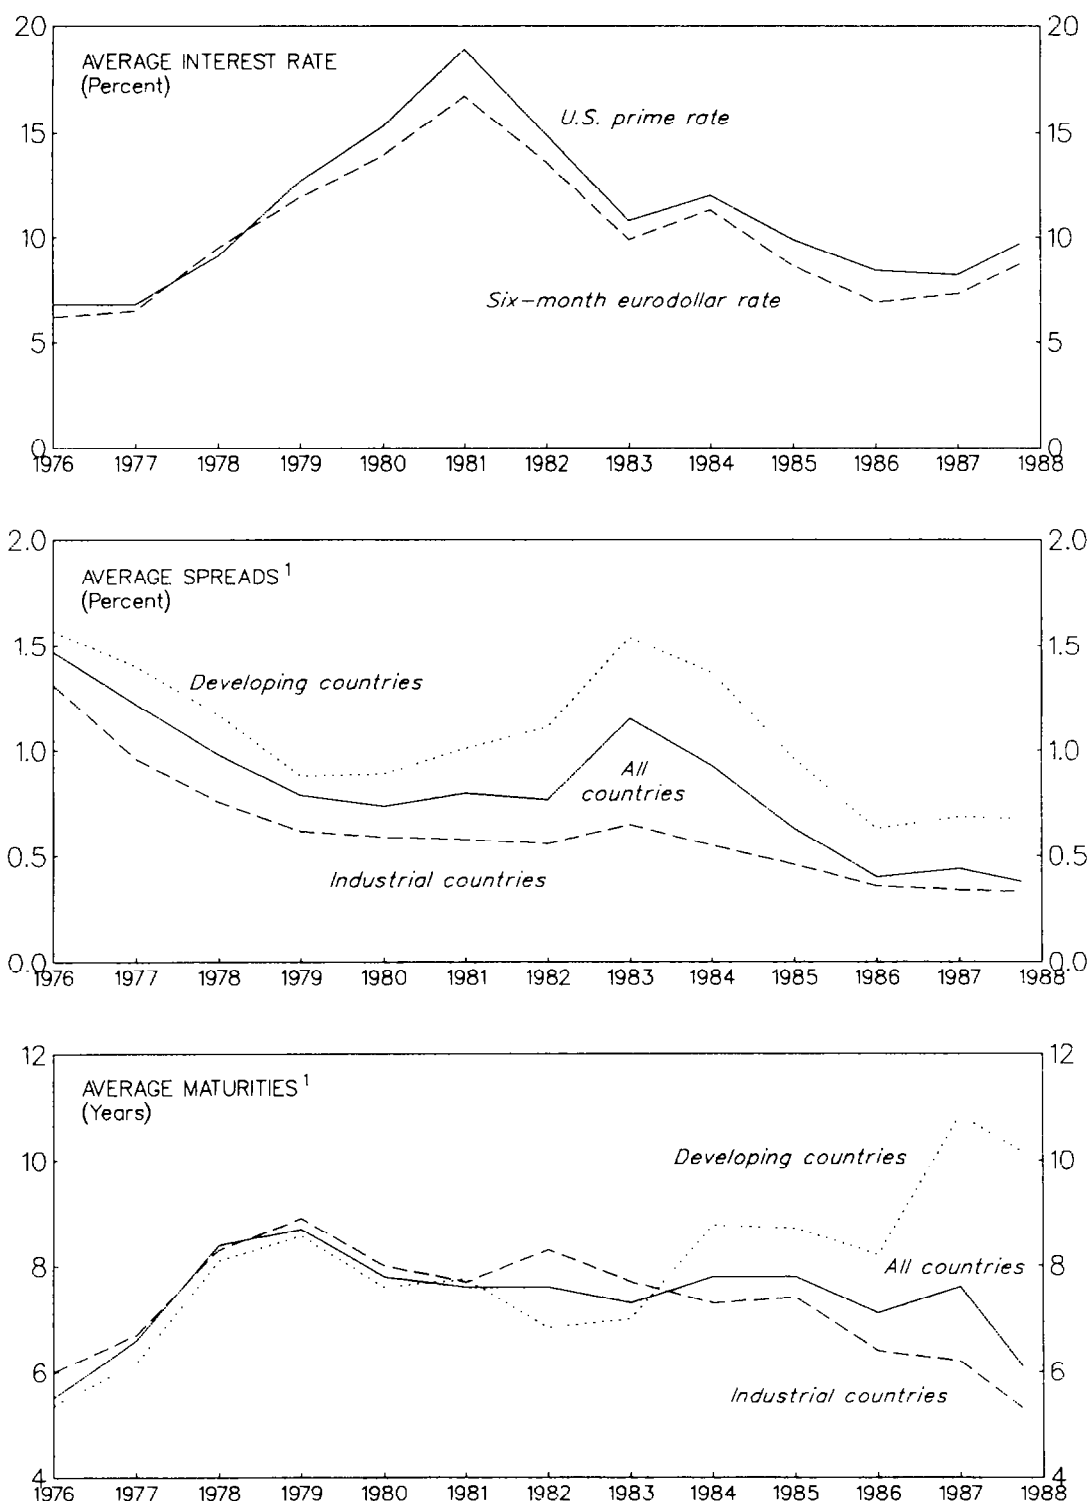 20 20
AVERAGE INTEREST RATE
(Percent)
U.S. prime rate
15 15
10 10
Six-month eurodollar rate
5 5
0 0
1976 1977 1978 1979 1980 1981 1982 1983 1984 1985 1986 1987 1988
2.0 2.0
AVERAGE SPREADS 1
(Percent)
1.5 1.5
Developing countries
1.0 1.0
All
countries
0.5 0.5
Industrial countries
0.0 0.0
1976 1977 1978 1979 1980 1981 1982 1983 1984 1985 1986 1987 1988
12 12
AVERAGE MATURITIES 1
(Years)
10 10
Developing countries
8 8
All countries
6 6
Industrial countries
4 4
1976 1977 1978 1979 1980 1981 1982 1983 1984 1985 1986 1987 1988